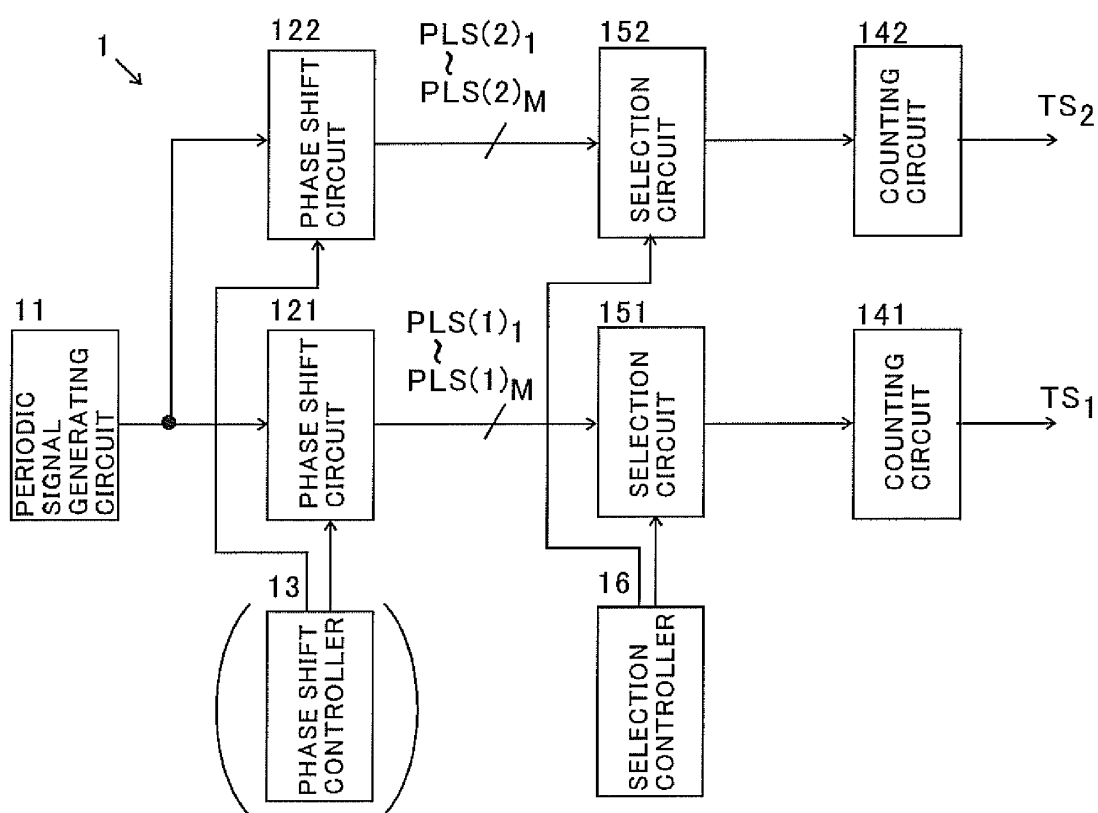 1
122
PHASE SHIFT
CIRCUIT
PLS(2)1
~
PLS(2)M
152
SELECTION
CIRCUIT
142
COUNTING
CIRCUIT
TS2
11
PERIODIC
SIGNAL
GENERATING
CIRCUIT
121
PHASE SHIFT
CIRCUIT
PLS(1)1
~
PLS(1)M
151
SELECTION
CIRCUIT
141
COUNTING
CIRCUIT
TS1
13
PHASE SHIFT
CONTROLLER
16
SELECTION
CONTROLLER